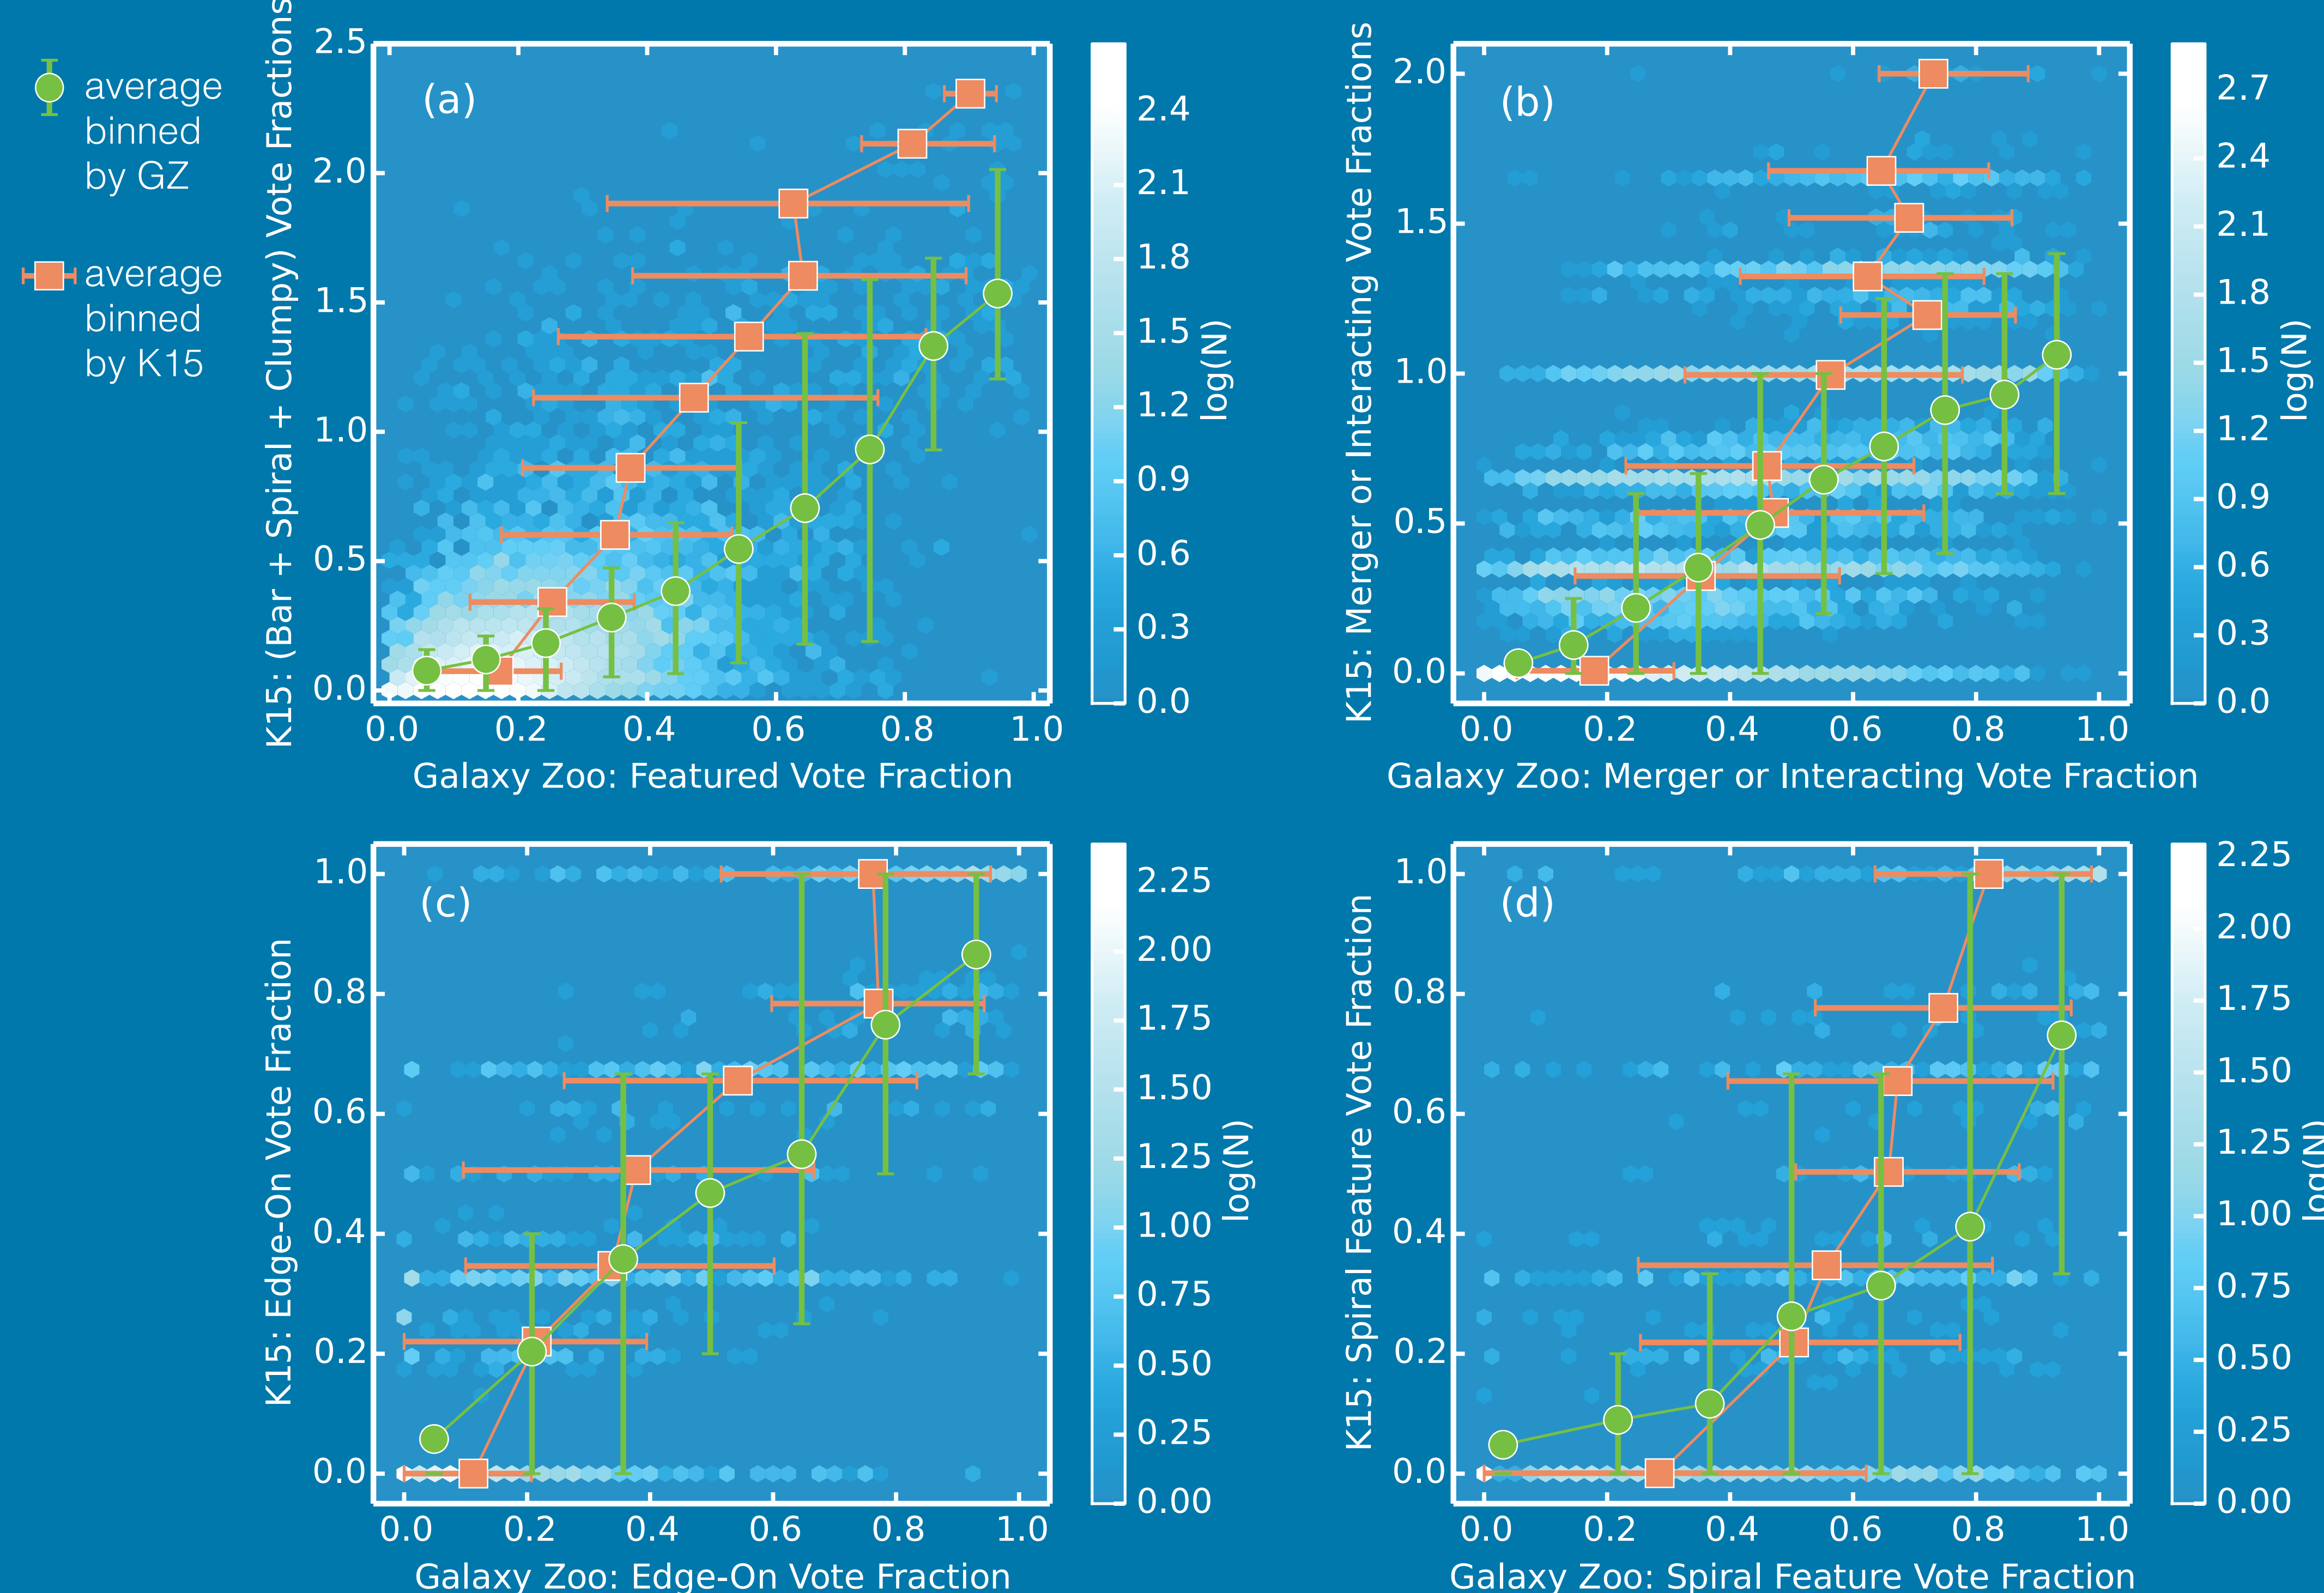 average
binned
by GZ
average
binned
by K15
(a)
K15: (Bar + Spiral + Clumpy) Vote Fractions
2.5
2.0
1.5
1.0
0.5
0.0
0.0 0.2 0.4 0.6 0.8 1.0
Galaxy Zoo: Featured Vote Fraction
2.4
2.1
1.8
1.5
1.2
0.9
0.6
0.3
0.0
log(N)
(b)
K15: Merger or Interacting Vote Fractions
2.0
1.5
1.0
0.5
0.0
0.0 0.2 0.4 0.6 0.8 1.0
Galaxy Zoo: Merger or Interacting Vote Fraction
2.7
2.4
2.1
1.8
1.5
1.2
0.9
0.6
0.3
0.0
log(N)
(c)
K15: Edge-On Vote Fraction
1.0
0.8
0.6
0.4
0.2
0.0
0.0 0.2 0.4 0.6 0.8 1.0
Galaxy Zoo: Edge-On Vote Fraction
2.25
2.00
1.75
1.50
1.25
1.00
0.75
0.50
0.25
0.00
log(N)
(d)
K15: Spiral Feature Vote Fraction
1.0
0.8
0.6
0.4
0.2
0.0
0.0 0.2 0.4 0.6 0.8 1.0
Galaxy Zoo: Spiral Feature Vote Fraction
2.25
2.00
1.75
1.50
1.25
1.00
0.75
0.50
0.25
0.00
log(N)